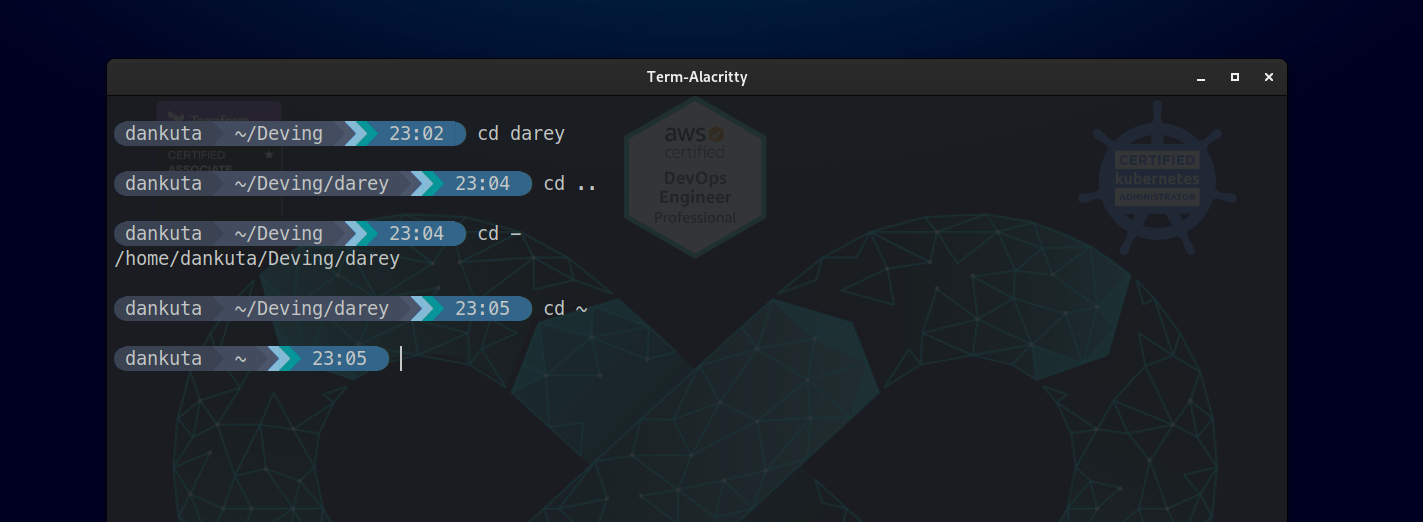 Term-Alacritty
Terraform
CERTIFIED
ASSOCIATE
aws
certified
DevOps
Engineer
Professional
CERTIFIED
kubernetes
ADMINISTRATOR
dankuta ~/Deving 23:02 cd darey
dankuta ~/Deving/darey 23:04 cd ..
dankuta ~/Deving 23:04 cd -
/home/dankuta/Deving/darey
dankuta ~/Deving/darey 23:05 cd ~
dankuta ~ 23:05